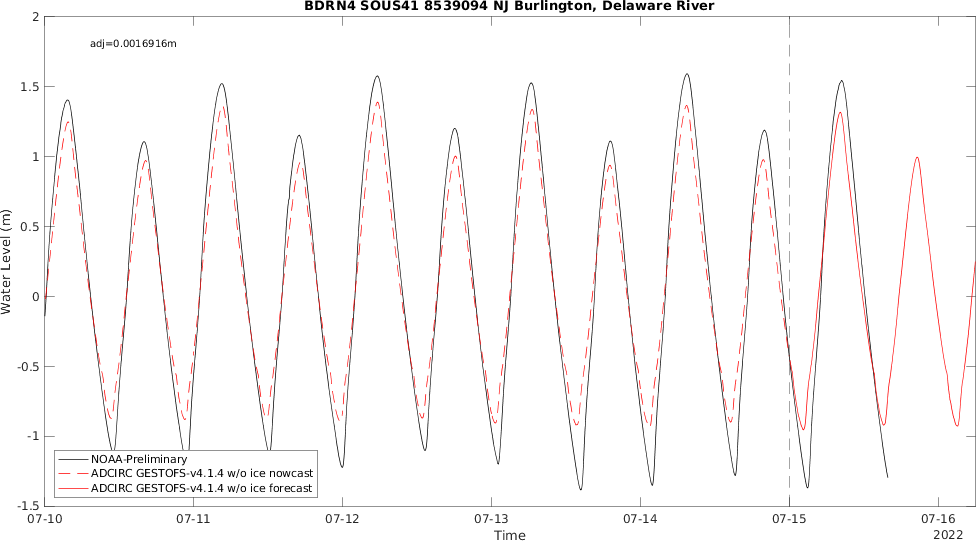 BDRN4 SOUS41 8539094 NJ Burlington, Delaware River
adj=0.0016916m
2
1.5
1
0.5
0
-0.5
-1
-1.5
Water Level (m)
NOAA-Preliminary
ADCIRC GESTOFS-v4.1.4 w/o ice nowcast
ADCIRC GESTOFS-v4.1.4 w/o ice forecast
07-10 07-11 07-12 07-13 07-14 07-15 07-16
Time
2022